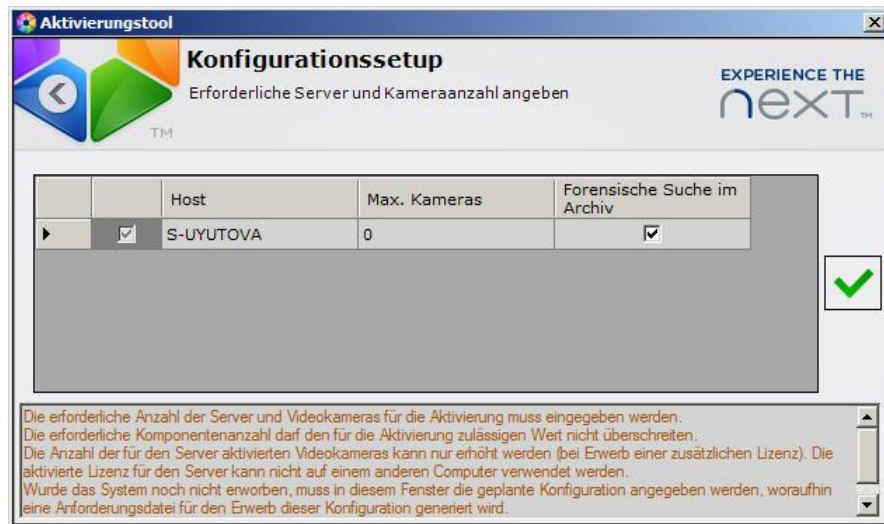 Aktivierungstool
Konfigurationssetup
Erforderliche Server und Kameraanzahl angeben
EXPERIENCE THE
next™
TM
Host
Max. Kameras
Forensische Suche im
Archiv
S-UYUTOVA
0
Die erforderliche Anzahl der Server und Videokameras für die Aktivierung muss eingegeben werden.
Die erforderliche Komponentenanzahl darf den für die Aktivierung zulässigen Wert nicht überschreiten.
Die Anzahl der für den Server aktivierten Videokameras kann nur erhöht werden (bei Erwerb einer zusätzlichen Lizenz). Die
aktivierte Lizenz für den Server kann nicht auf einem anderen Computer verwendet werden.
Wurde das System noch nicht erworben, muss in diesem Fenster die geplante Konfiguration angegeben werden, woraufhin
eine Anforderungsdatei für den Erwerb dieser Konfiguration generiert wird.